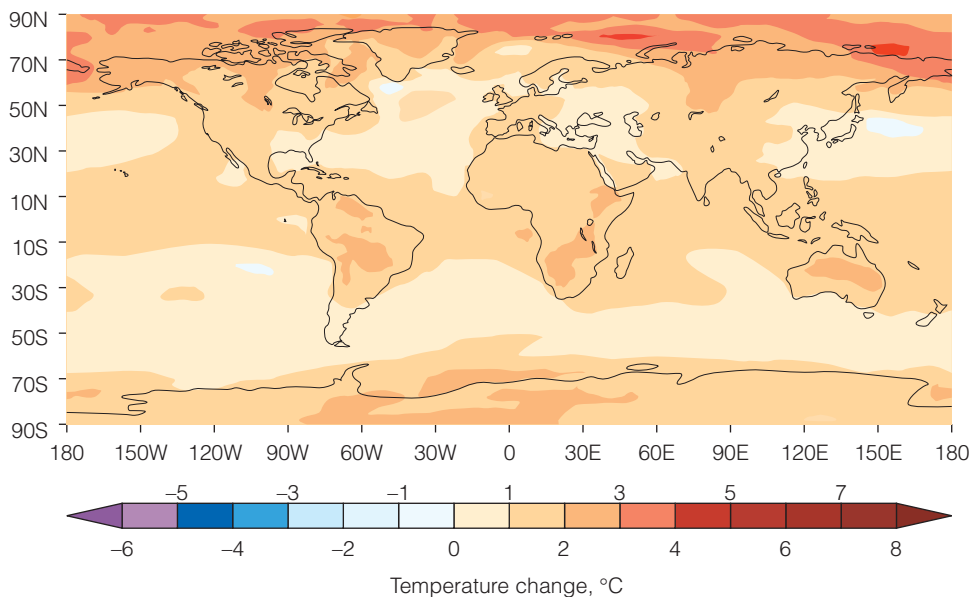 90N
70N
50N
30N
10N
10S
30S
50S
70S
90S
180 150W 120W 90W 60W 30W 0 30E 60E 90E 120E 150E 180
–5 –3 –1 1 3 5 7
–6 –4 –2 0 2 4 6 8
Temperature change, °C